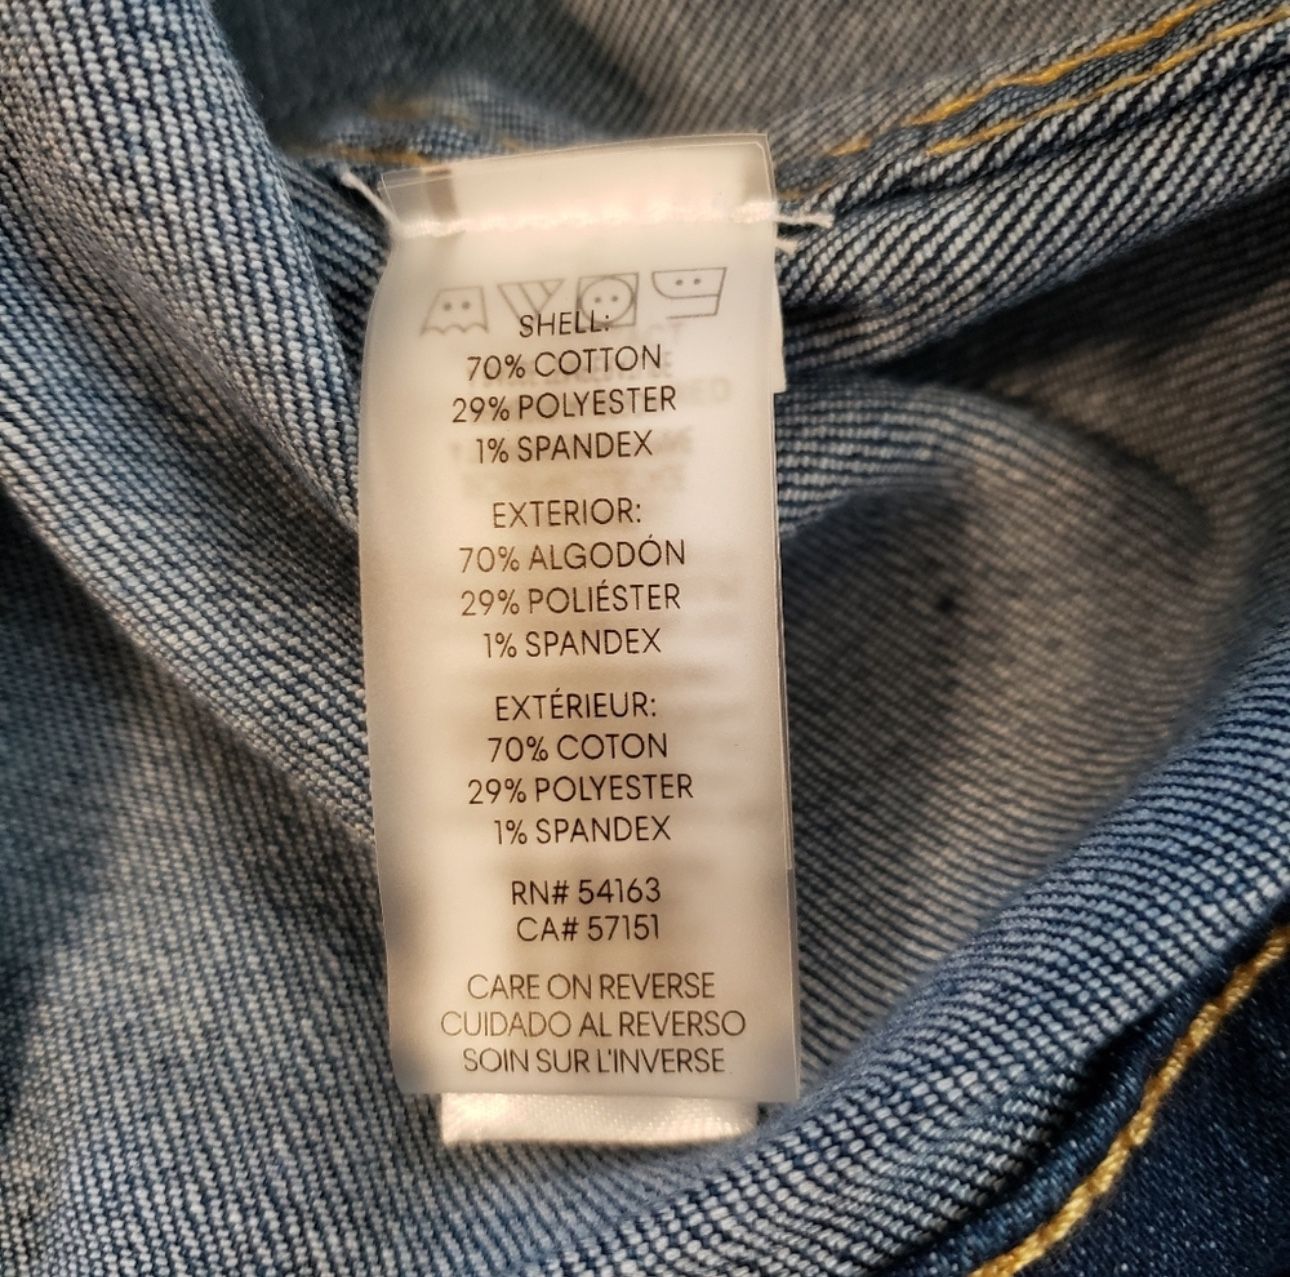 SHELL:
70% COTTON
29% POLYESTER
1% SPANDEX
EXTERIOR:
70% ALGODÓN
29% POLIÉSTER
1% SPANDEX
EXTÉRIEUR:
70% COTON
29% POLYESTER
1% SPANDEX
RN# 54163
CA# 57151
CARE ON REVERSE
CUIDADO AL REVERSO
SOIN SUR L'INVERSE